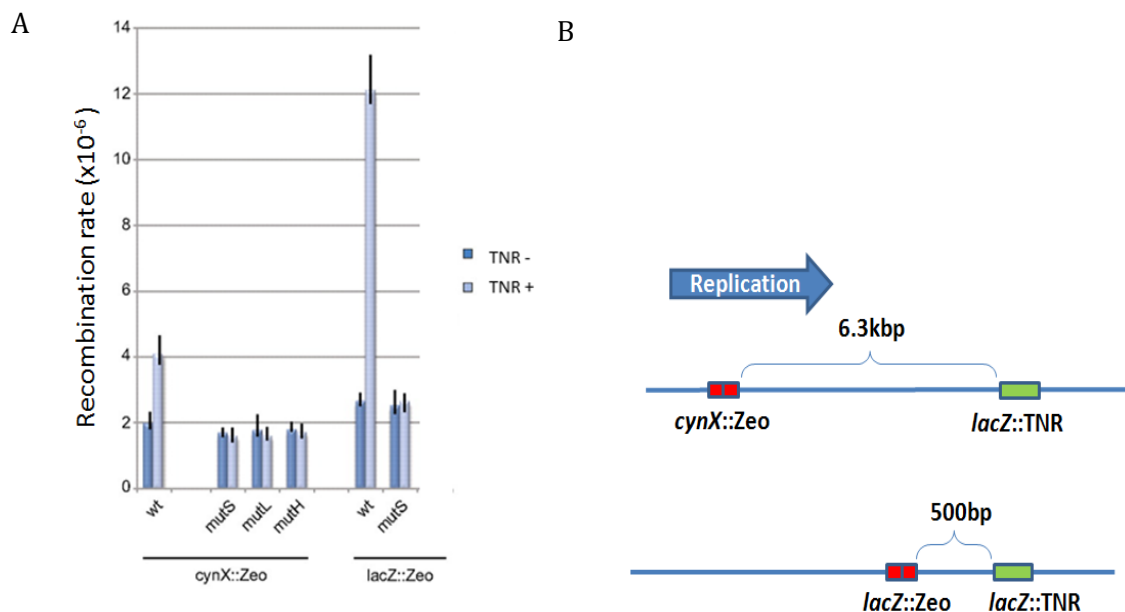 A
Recombination rate (x10⁻⁶)
14
12
10
8
6
4
2
0
wt
mutS
mutL
mutH
wt
mutS
cynX::Zeo
lacZ::Zeo
TNR -
TNR +
B
Replication
6.3kbp
cynX::Zeo
lacZ::TNR
500bp
lacZ::Zeo
lacZ::TNR